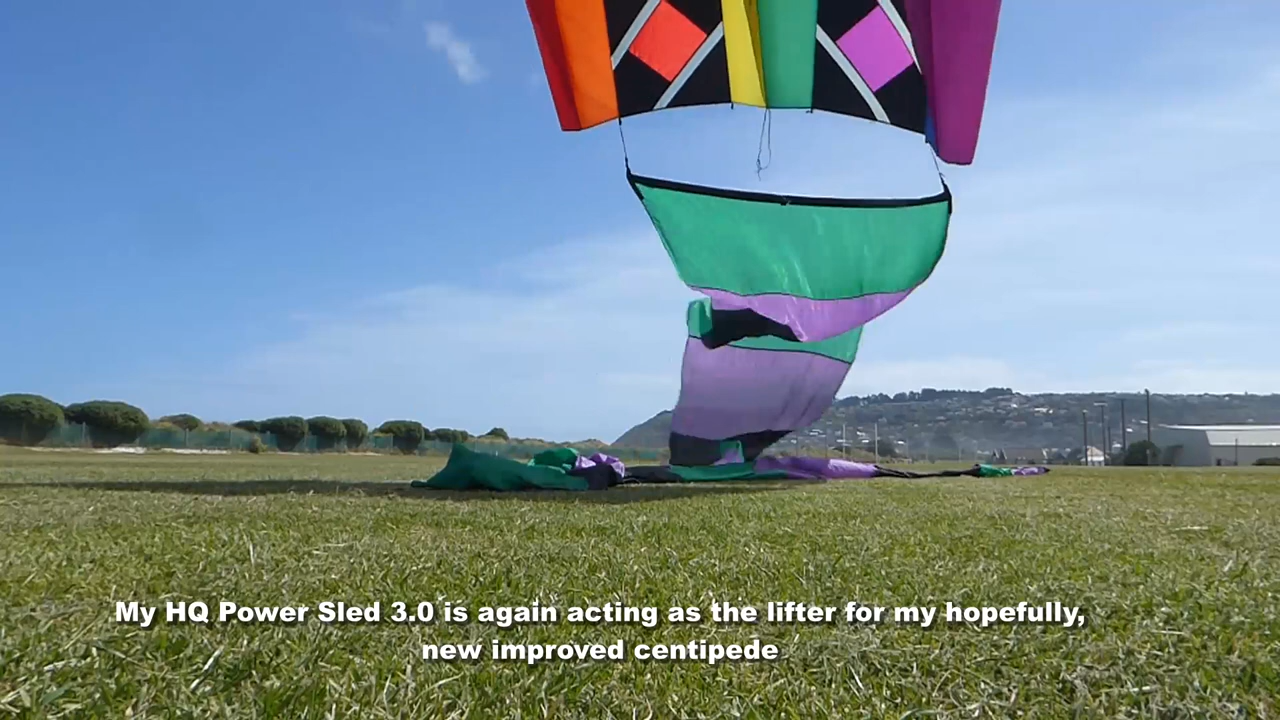 My HQ Power Sled 3.0 is again acting as the lifter for my hopefully,
new improved centipede